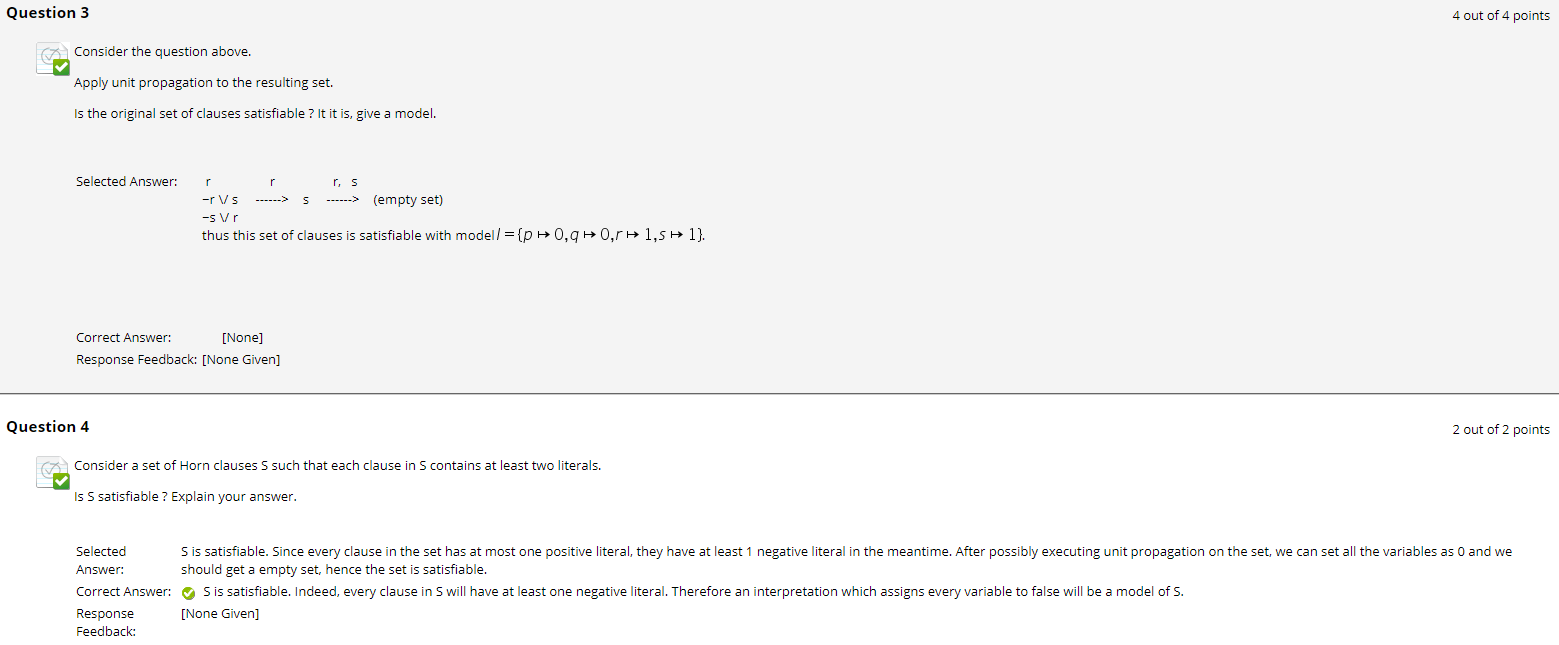 Question 3
4 out of 4 points
Consider the question above.
Apply unit propagation to the resulting set.
Is the original set of clauses satisfiable ? It it is, give a model.
Selected Answer: r r r, s
¬r \/ s ------> s ------> (empty set)
¬s \/ r
thus this set of clauses is satisfiable with model I = {p ↦ 0, q ↦ 0, r ↦ 1, s ↦ 1}.
Correct Answer: [None]
Response Feedback: [None Given]
Question 4
2 out of 2 points
Consider a set of Horn clauses S such that each clause in S contains at least two literals.
Is S satisfiable ? Explain your answer.
Selected Answer:
S is satisfiable. Since every clause in the set has at most one positive literal, they have at least 1 negative literal in the meantime. After possibly executing unit propagation on the set, we can set all the variables as 0 and we
should get a empty set, hence the set is satisfiable.
Correct Answer: S is satisfiable. Indeed, every clause in S will have at least one negative literal. Therefore an interpretation which assigns every variable to false will be a model of S.
Response Feedback:
[None Given]